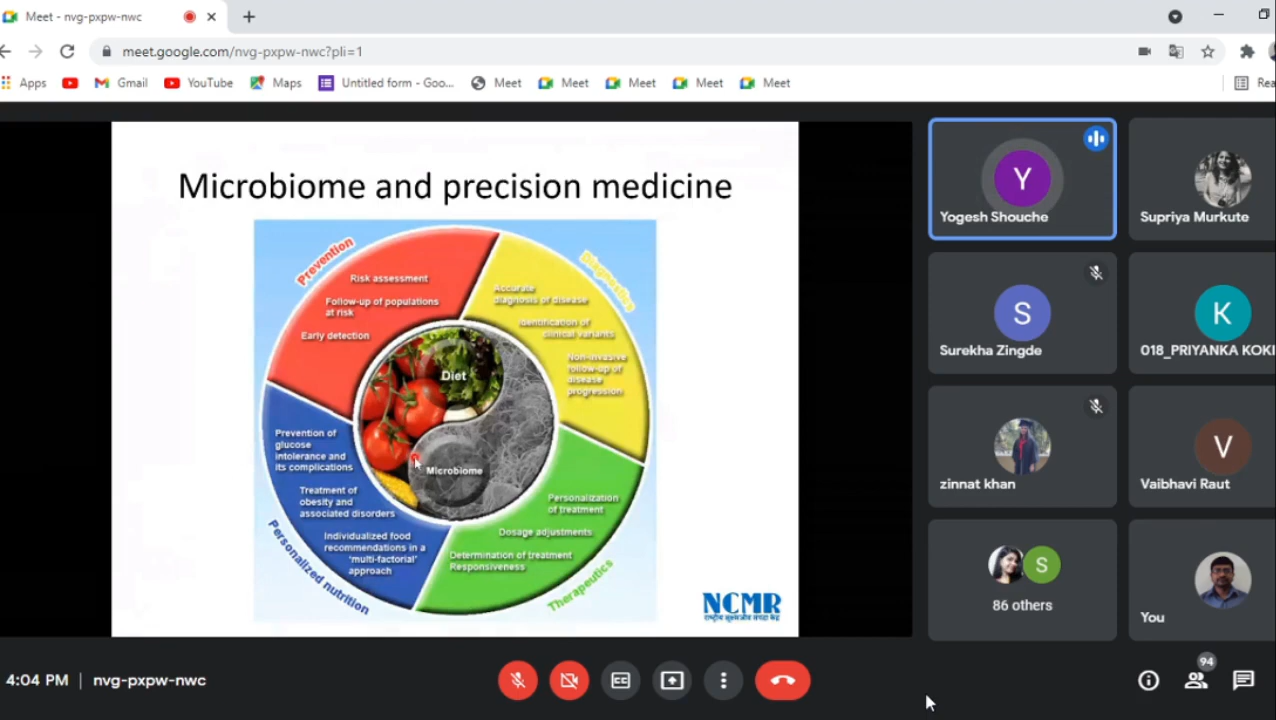 Meet - nvg-pxpw-nwc
meet.google.com/nvg-pxpw-nwc?pli=1
Apps
Gmail
YouTube
Maps
Untitled form - Goo...
Meet
Meet
Meet
Meet
Meet
Microbiome and precision medicine
Prevention
Risk assessment
Follow-up of populations
at risk
Early detection
Diagnostics
Accurate
diagnosis of disease
Identification of
clinical variants
Non-invasive
follow-up of
disease
progression
Diet
Microbiome
Prevention of
glucose
intolerance and
its complications
Treatment of
obesity and
associated disorders
Individualized food
recommendations in a
'multi-factorial'
approach
Personalized nutrition
Personalization
of treatment
Dosage adjustments
Determination of treatment
Responsiveness
Therapeutics
NCMR
Y
Yogesh Shouche
Supriya Murkute
S
Surekha Zingde
K
018_PRIYANKA KOKI
zinnat khan
V
Vaibhavi Raut
S
86 others
You
4:04 PM
nvg-pxpw-nwc
CC
94